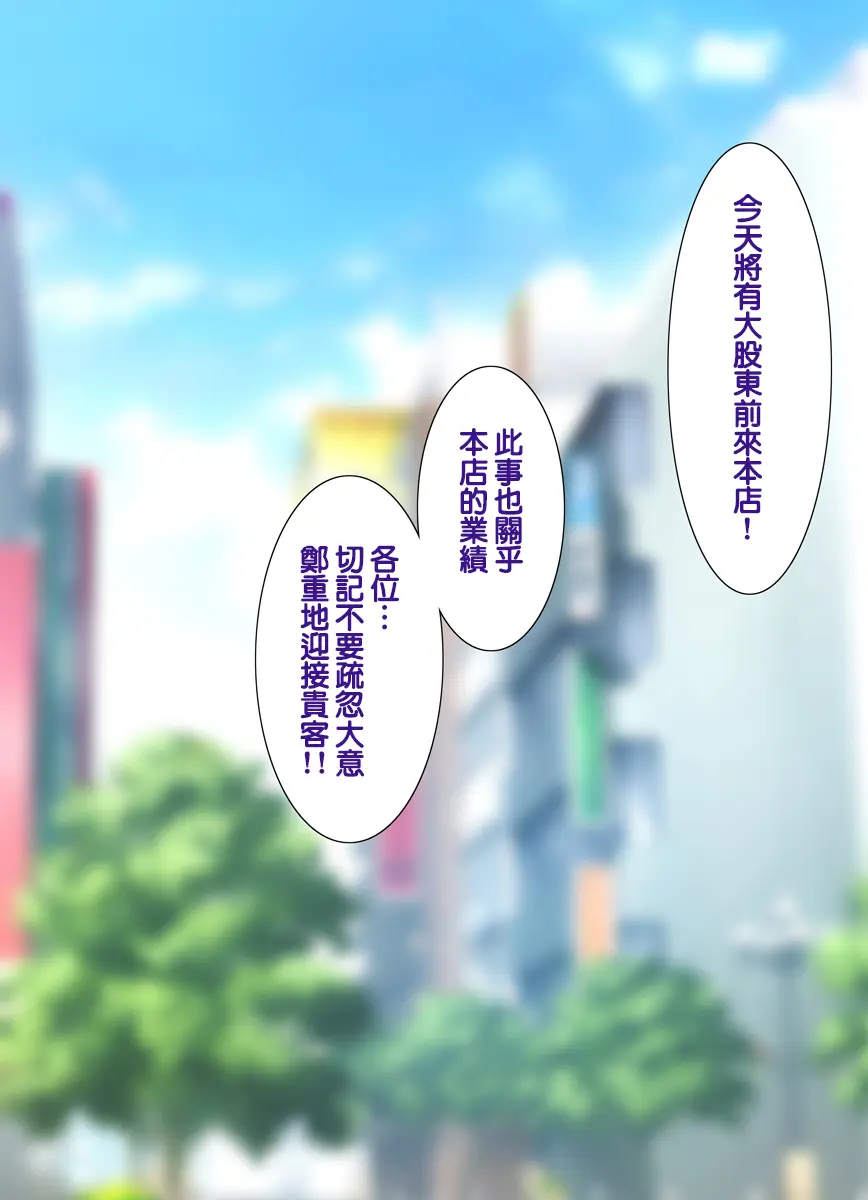 今天將有大股東前來本店！
此事也關乎
本店的業績
各位…
切記不要疏忽大意
鄭重地迎接貴客!!